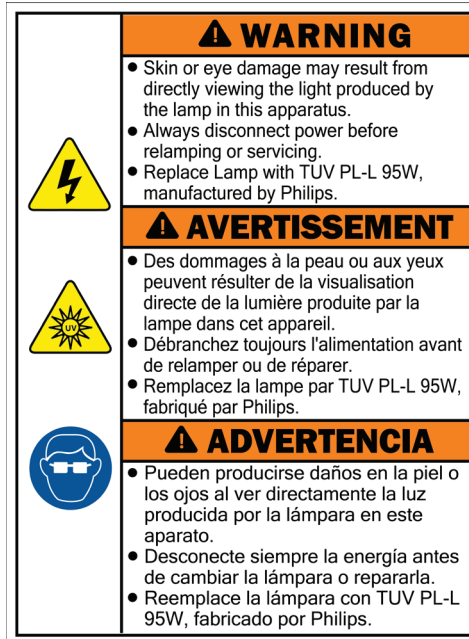 WARNING
● Skin or eye damage may result from
directly viewing the light produced by
the lamp in this apparatus.
● Always disconnect power before
relamping or servicing.
● Replace Lamp with TUV PL-L 95W,
manufactured by Philips.
AVERTISSEMENT
● Des dommages à la peau ou aux yeux
peuvent résulter de la visualisation
directe de la lumière produite par la
lampe dans cet appareil.
● Débranchez toujours l'alimentation avant
de relamper ou de réparer.
● Remplacez la lampe par TUV PL-L 95W,
fabriqué par Philips.
UV
ADVERTENCIA
● Pueden producirse daños en la piel o
los ojos al ver directamente la luz
producida por la lámpara en este
aparato.
● Desconecte siempre la energía antes
de cambiar la lámpara o repararla.
● Reemplace la lámpara con TUV PL-L
95W, fabricado por Philips.